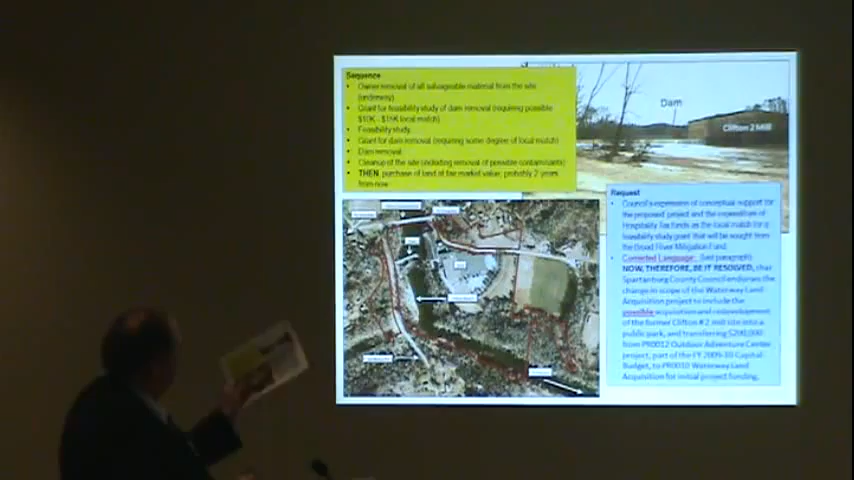 Sequence
• Owner removal of all salvageable material from the site
(underway)
• Grant for feasibility study of dam removal (requiring possible
$10K - $15K local match)
• Feasibility study
• Grant for dam removal (requiring some degree of local match)
• Dam removal
• Cleanup of the site (including removal of possible contaminants)
• THEN, purchase of land at fair market value, probably 2 years
from now
Dam
Clifton 2 Mill
Request
• Council expression of conceptual support for
the proposed project and the expenditure of
Hospitality Tax funds as the local match for a
feasibility study grant that will be sought from
the Broad River Mitigation Fund.
• Corrected Language: (last paragraph)
NOW, THEREFORE, BE IT RESOLVED, that
Spartanburg County Council endorses the
change in scope of the Waterway Land
Acquisition project to include the
possible acquisition and redevelopment
of the former Clifton # 2 mill site into a
public park, and transferring $200,000
from PR0012 Outdoor Adventure Center
project, part of the FY 2009-10 Capital
Budget, to PR0010 Waterway Land
Acquisition for initial project funding.